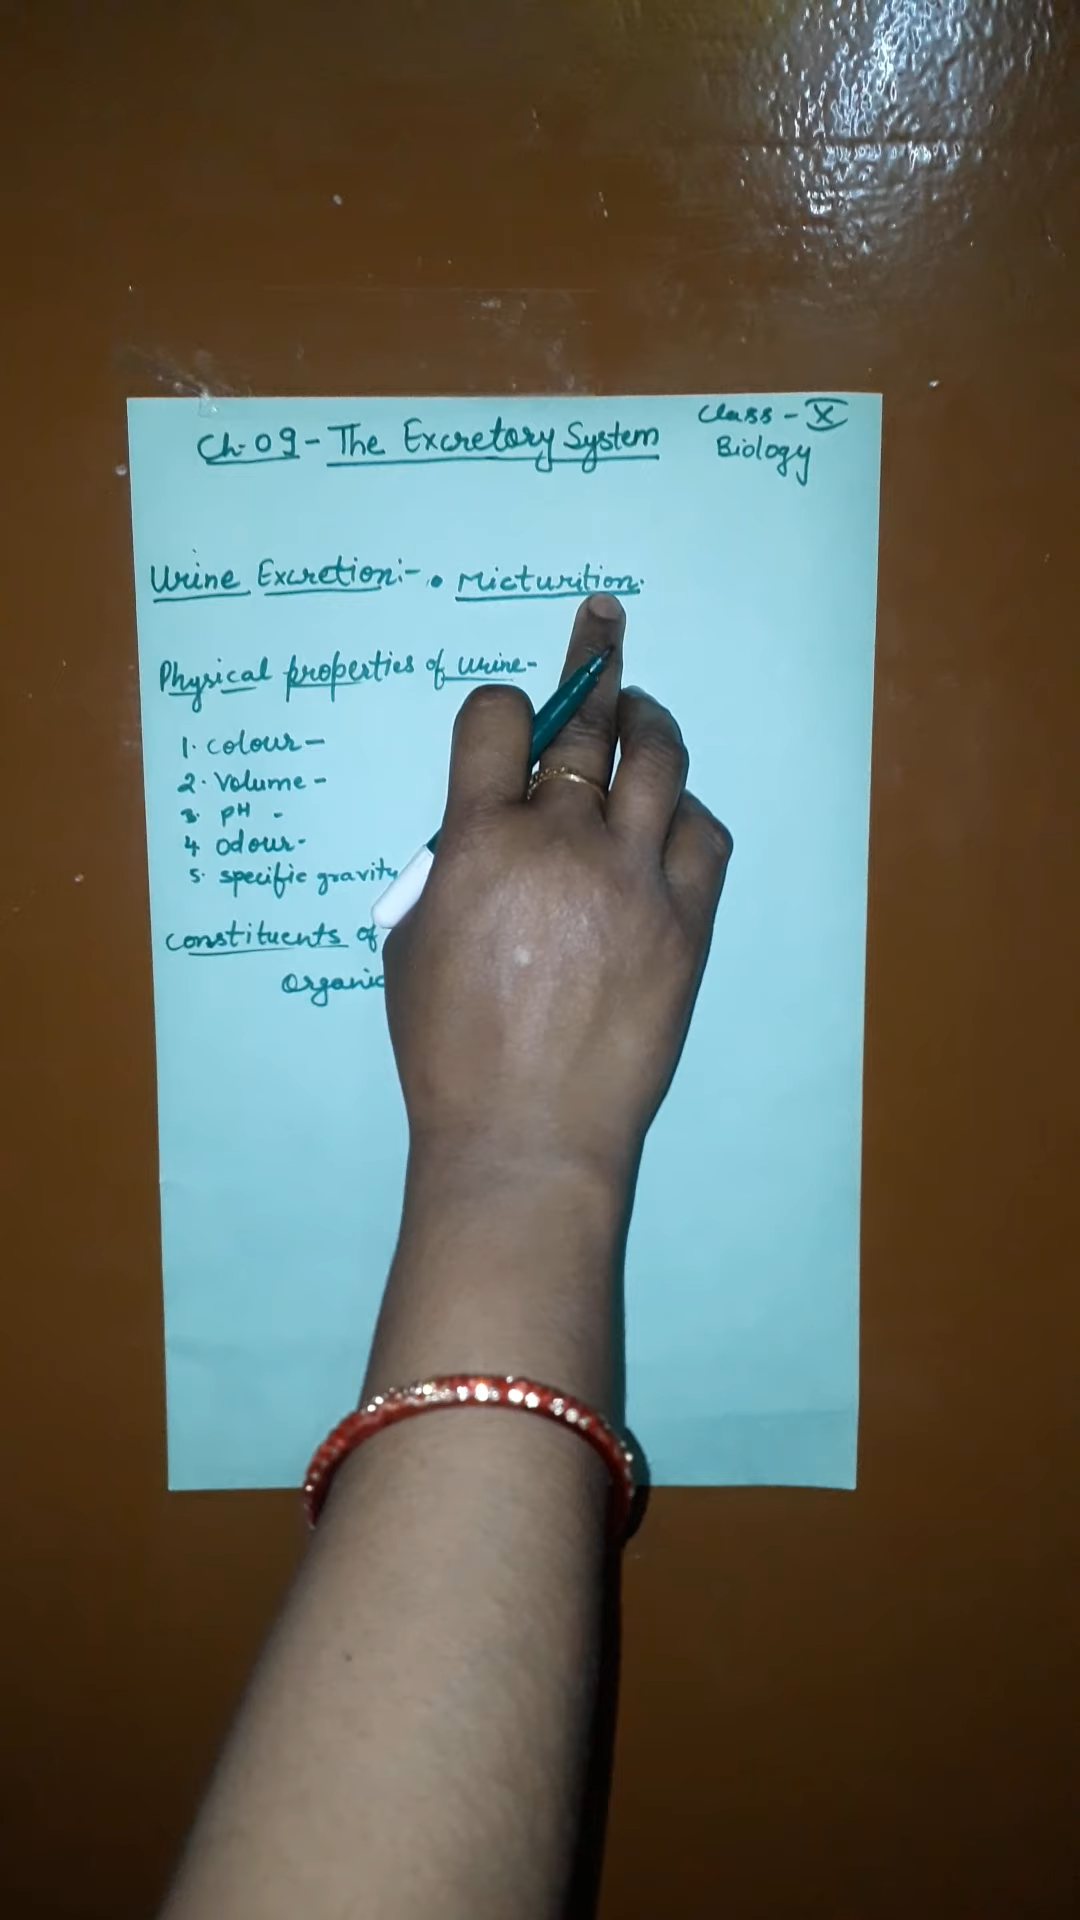 Ch-09 - The Excretory System
Class - X
Biology
Urine Excretion:- • Micturition.
Physical properties of urine-
1. colour-
2. Volume -
3. pH -
4 odour-
5. specific gravity
constituents of
Organic